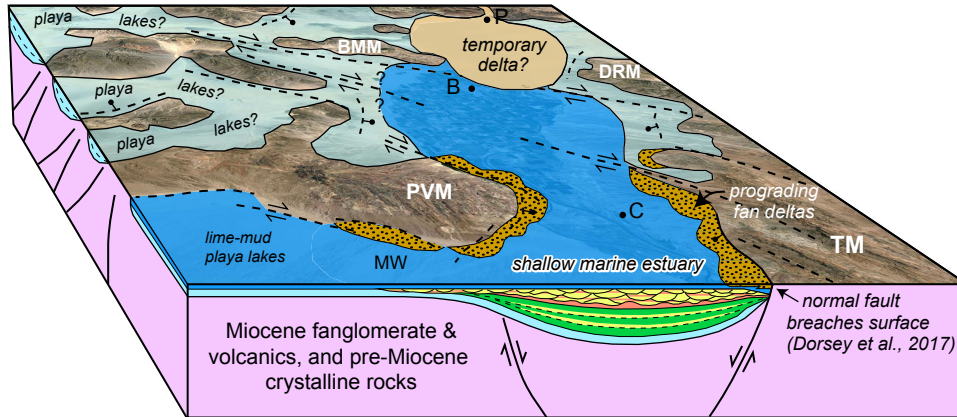 playa
lakes?
P
BMM
temporary
delta?
DRM
playa
lakes?
B
?
playa
lakes?
PVM
prograding
fan deltas
C
TM
lime-mud
playa lakes
MW
shallow marine estuary
normal fault
breaches surface
(Dorsey et al., 2017)
Miocene fanglomerate &
volcanics, and pre-Miocene
crystalline rocks